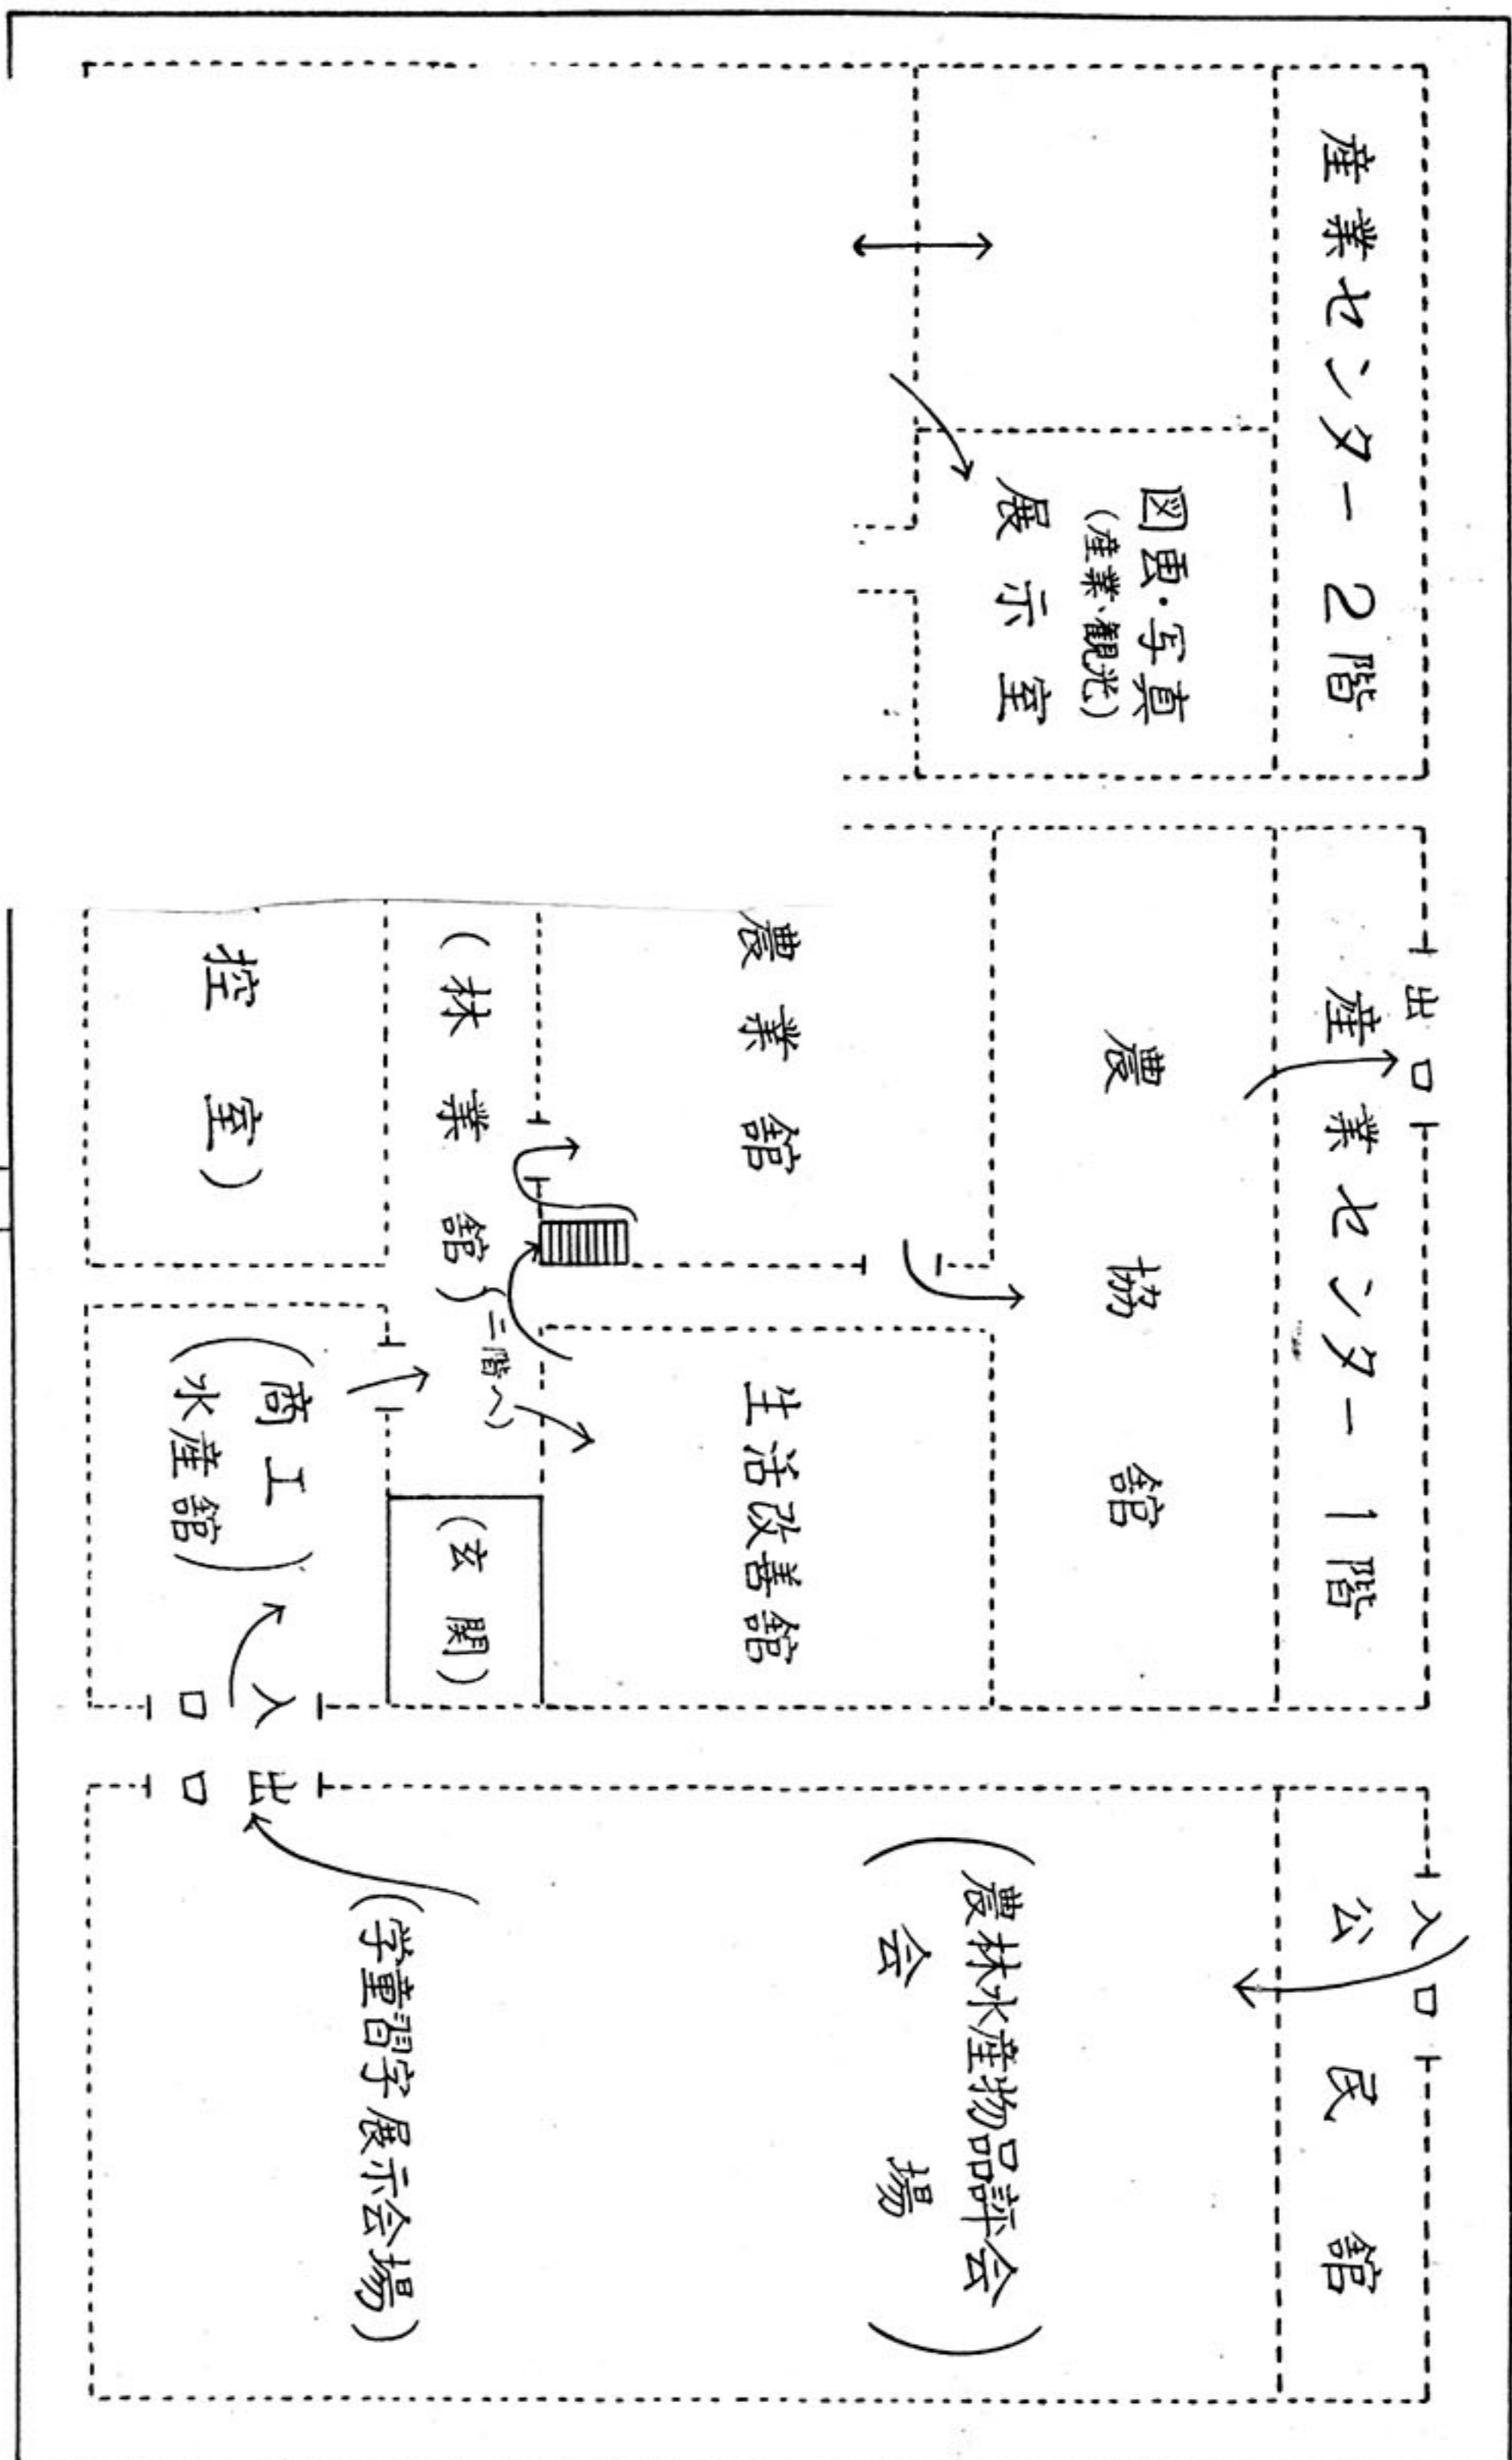 産業センター 2階
図画・写真
(産業、観光)
展示室
出口
産業センター 1階
農協館
農業館
生活改善館
(林業館)
(二階へ)
(玄関)
控室)
(商工
水産館)
入口
出口
入口
公民館
(農林水産物品評会
会場)
(学童習字展示会場)